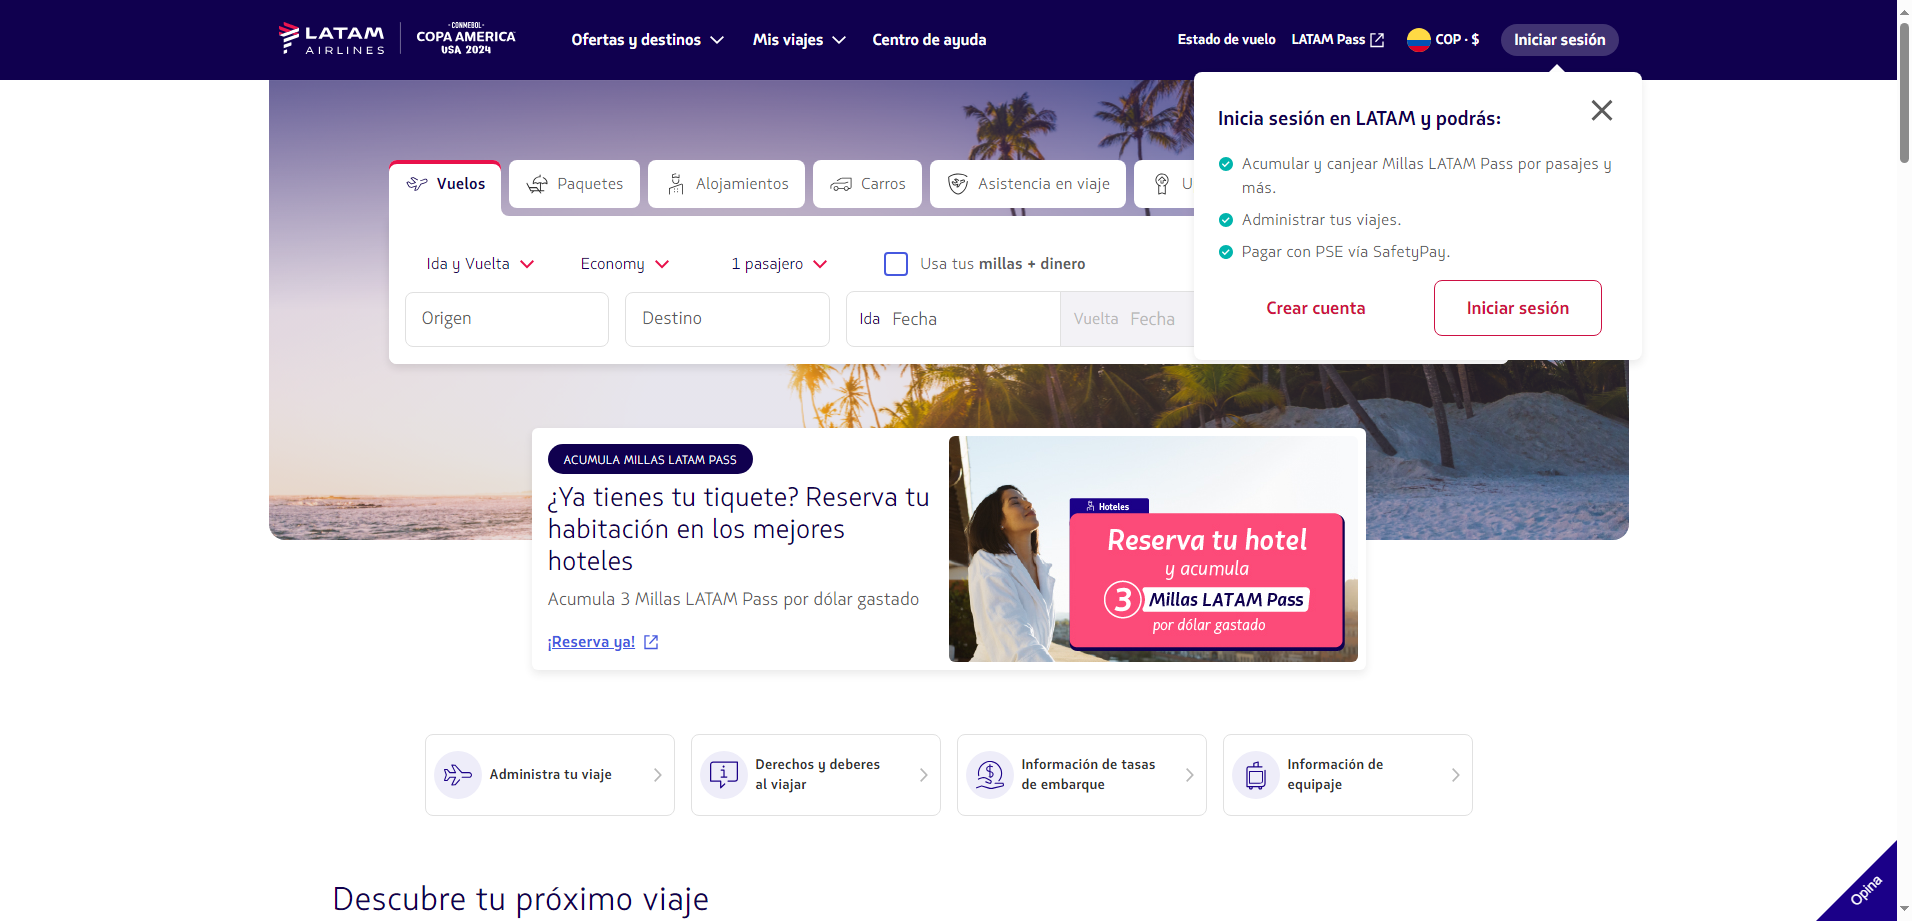 LATAM
AIRLINES
-CONMEBOL-
COPA AMERICA
USA 2024
Ofertas y destinos
Mis viajes
Centro de ayuda
Estado de vuelo
LATAM Pass
COP · $
Iniciar sesión
Inicia sesión en LATAM y podrás:
Acumular y canjear Millas LATAM Pass por pasajes y
más.
Administrar tus viajes.
Pagar con PSE vía SafetyPay.
Crear cuenta
Iniciar sesión
Vuelos
Paquetes
Alojamientos
Carros
Asistencia en viaje
U
Ida y Vuelta
Economy
1 pasajero
Usa tus millas + dinero
Origen
Destino
Ida Fecha
Vuelta Fecha
ACUMULA MILLAS LATAM PASS
¿Ya tienes tu tiquete? Reserva tu
habitación en los mejores
hoteles
Acumula 3 Millas LATAM Pass por dólar gastado
¡Reserva ya!
Hoteles
Reserva tu hotel
y acumula
3 Millas LATAM Pass
por dólar gastado
Administra tu viaje
Derechos y deberes
al viajar
Información de tasas
de embarque
Información de
equipaje
Descubre tu próximo viaje
Opina